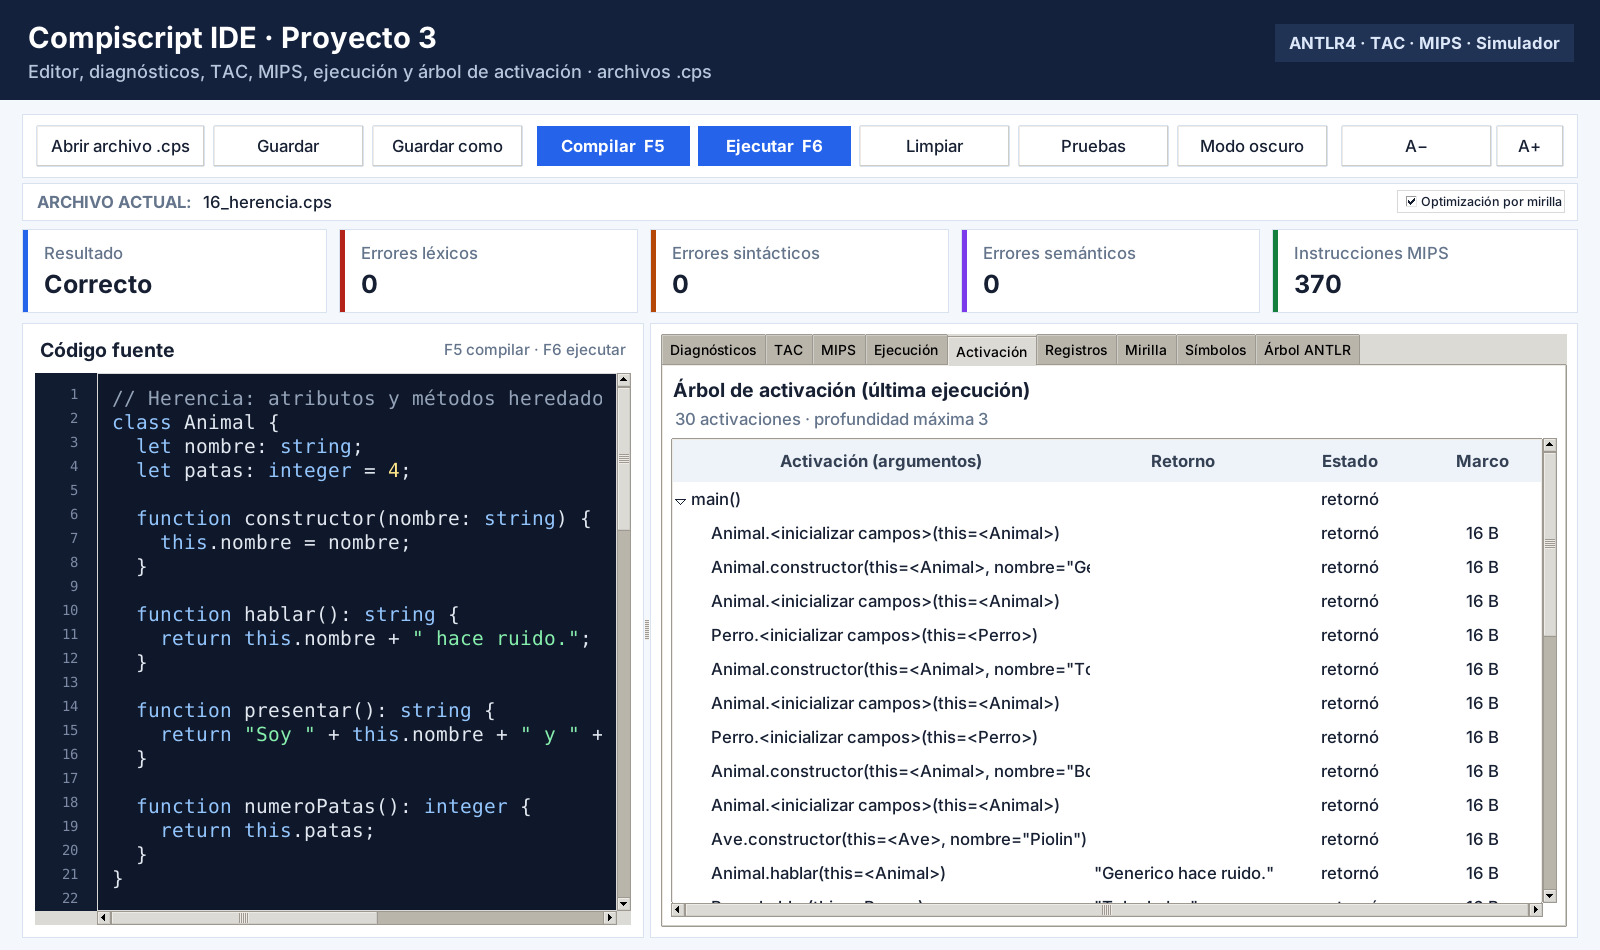 Compiscript IDE · Proyecto 3
Editor, diagnósticos, TAC, MIPS, ejecución y árbol de activación · archivos .cps
ANTLR4 · TAC · MIPS · Simulador
Abrir archivo .cps
Guardar
Guardar como
Compilar F5
Ejecutar F6
Limpiar
Pruebas
Modo oscuro
A−
A+
ARCHIVO ACTUAL: 16_herencia.cps
Optimización por mirilla
Resultado
Correcto
Errores léxicos
0
Errores sintácticos
0
Errores semánticos
0
Instrucciones MIPS
370
Código fuente
F5 compilar · F6 ejecutar
1 // Herencia: atributos y métodos heredado
2 class Animal {
3   let nombre: string;
4   let patas: integer = 4;
5
6   function constructor(nombre: string) {
7     this.nombre = nombre;
8   }
9
10   function hablar(): string {
11     return this.nombre + " hace ruido.";
12   }
13
14   function presentar(): string {
15     return "Soy " + this.nombre + " y " +
16   }
17
18   function numeroPatas(): integer {
19     return this.patas;
20   }
21 }
22
Diagnósticos TAC MIPS Ejecución Activación Registros Mirilla Símbolos Árbol ANTLR
Árbol de activación (última ejecución)
30 activaciones · profundidad máxima 3
Activación (argumentos) Retorno Estado Marco
main() retornó
Animal.<inicializar campos>(this=<Animal>) retornó 16 B
Animal.constructor(this=<Animal>, nombre="Ge retornó 16 B
Animal.<inicializar campos>(this=<Animal>) retornó 16 B
Perro.<inicializar campos>(this=<Perro>) retornó 16 B
Animal.constructor(this=<Animal>, nombre="To retornó 16 B
Animal.<inicializar campos>(this=<Animal>) retornó 16 B
Perro.<inicializar campos>(this=<Perro>) retornó 16 B
Animal.constructor(this=<Animal>, nombre="Bo retornó 16 B
Animal.<inicializar campos>(this=<Animal>) retornó 16 B
Ave.constructor(this=<Ave>, nombre="Piolin") retornó 16 B
Animal.hablar(this=<Animal>) "Generico hace ruido." retornó 16 B